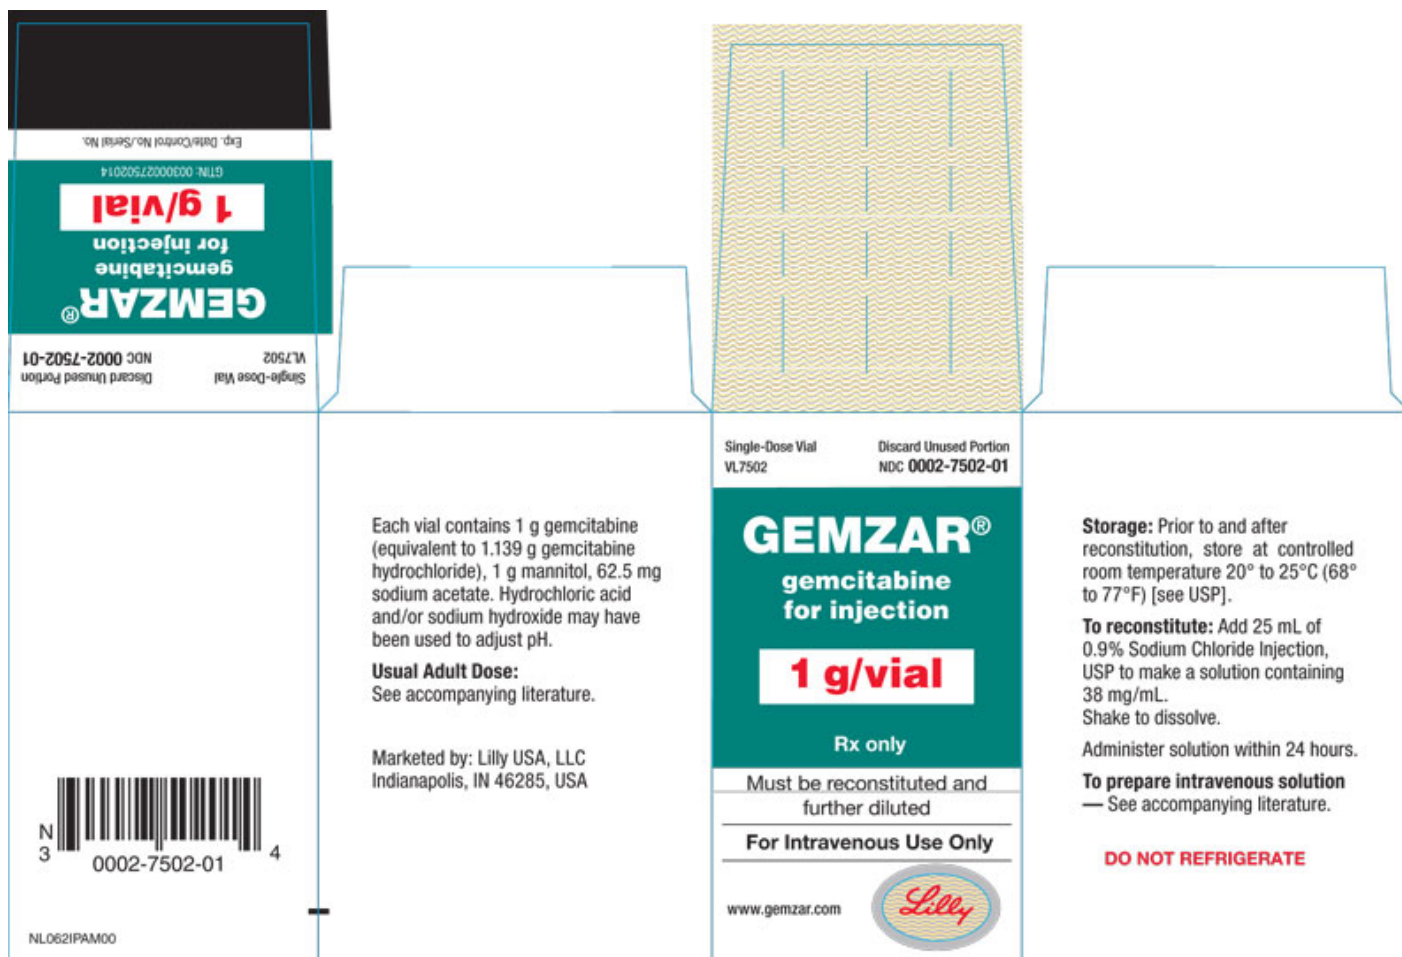 Exp. Date/Control No./Serial No.
GTIN: 00300027502014
1 g/vial
for injection
gemcitabine
GEMZAR®
Single-Dose Vial
VL7502
Discard Unused Portion
NDC 0002-7502-01
N
3
0002-7502-01
4
NL062IPAM00
Each vial contains 1 g gemcitabine
(equivalent to 1.139 g gemcitabine
hydrochloride), 1 g mannitol, 62.5 mg
sodium acetate. Hydrochloric acid
and/or sodium hydroxide may have
been used to adjust pH.
Usual Adult Dose:
See accompanying literature.
Marketed by: Lilly USA, LLC
Indianapolis, IN 46285, USA
Single-Dose Vial
VL7502
Discard Unused Portion
NDC 0002-7502-01
GEMZAR®
gemcitabine
for injection
1 g/vial
Rx only
Must be reconstituted and
further diluted
For Intravenous Use Only
www.gemzar.com
Lilly
Storage: Prior to and after
reconstitution, store at controlled
room temperature 20° to 25°C (68°
to 77°F) [see USP].
To reconstitute: Add 25 mL of
0.9% Sodium Chloride Injection,
USP to make a solution containing
38 mg/mL.
Shake to dissolve.
Administer solution within 24 hours.
To prepare intravenous solution
— See accompanying literature.
DO NOT REFRIGERATE